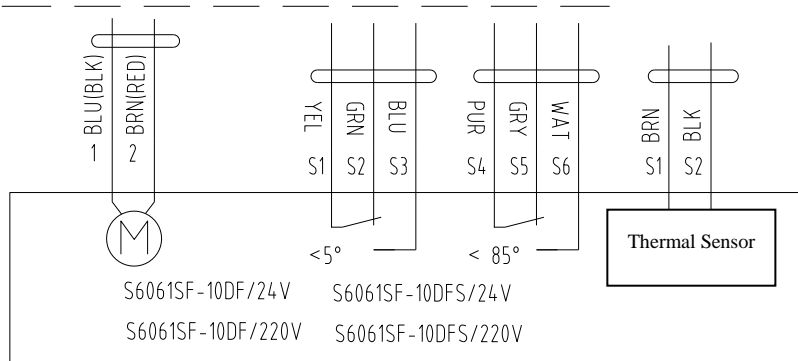 1 BLU(BLK)
2 BRN(RED)
S1 YEL
S2 GRN
S3 BLU
S4 PUR
S5 GRY
S6 WAT
S1 BRN
S2 BLK
M
<5°
< 85°
Thermal Sensor
S6061SF-10DF/24V S6061SF-10DFS/24V
S6061SF-10DF/220V S6061SF-10DFS/220V